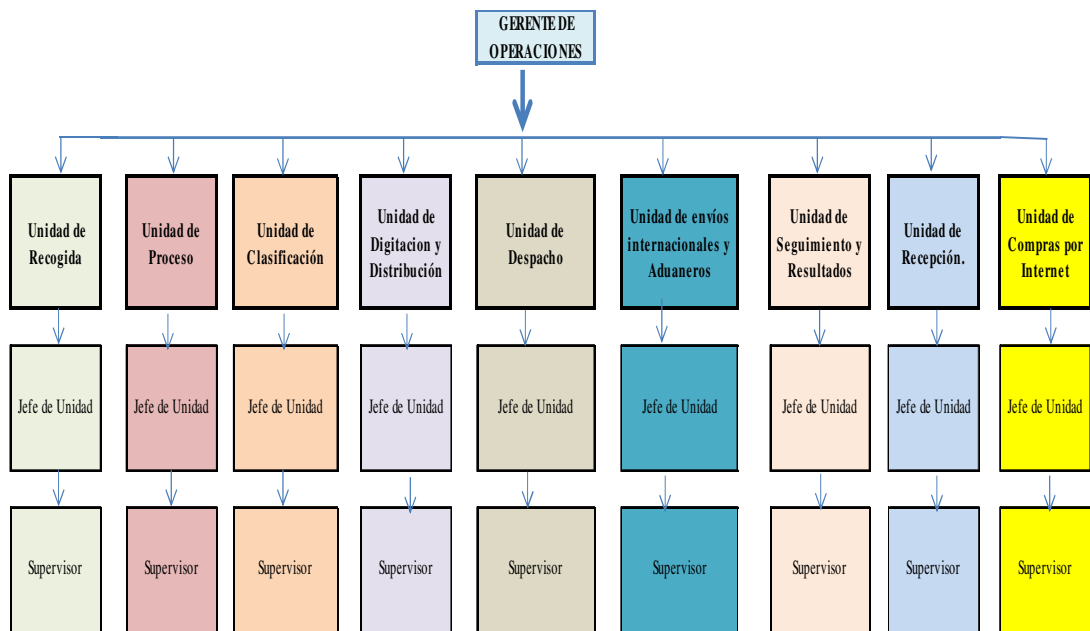 GERENTE DE
OPERACIONES
Unidad de
Recogida
Unidad de
Proceso
Unidad de
Clasificación
Unidad de
Digitacion y
Distribución
Unidad de
Despacho
Unidad de envíos
internacionales y
Aduaneros
Unidad de
Seguimiento y
Resultados
Unidad de
Recepción.
Unidad de
Compras por
Internet
Jefe de Unidad
Jefe de Unidad
Jefe de Unidad
Jefe de Unidad
Jefe de Unidad
Jefe de Unidad
Jefe de Unidad
Jefe de Unidad
Jefe de Unidad
Supervisor
Supervisor
Supervisor
Supervisor
Supervisor
Supervisor
Supervisor
Supervisor
Supervisor